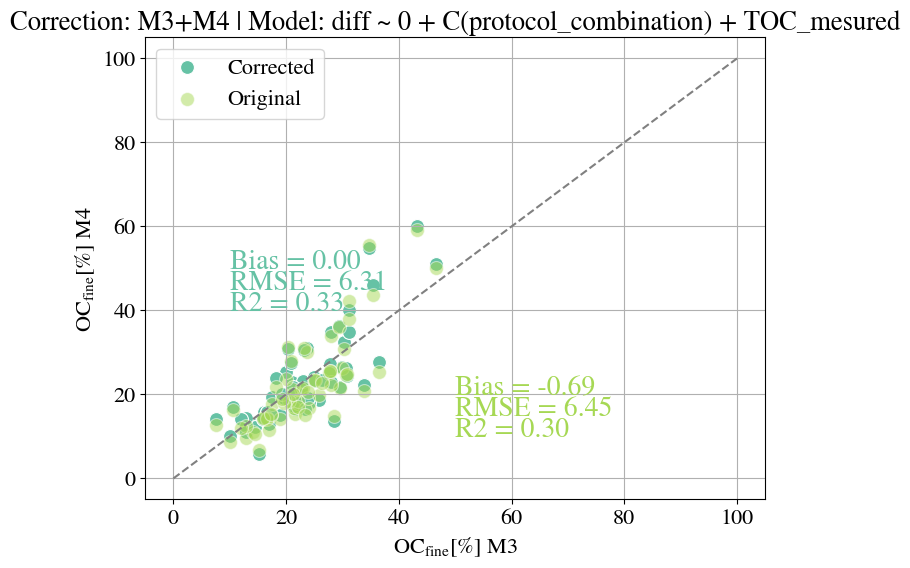 Correction: M3+M4 | Model: diff ~ 0 + C(protocol_combination) + TOC_mesured
100
80
60
40
20
0
Corrected
Original
Bias = 0.00
RMSE = 6.31
R2 = 0.33
Bias = -0.69
RMSE = 6.45
R2 = 0.30
OCfine[%] M4
0
20
40
60
80
100
OCfine[%] M3